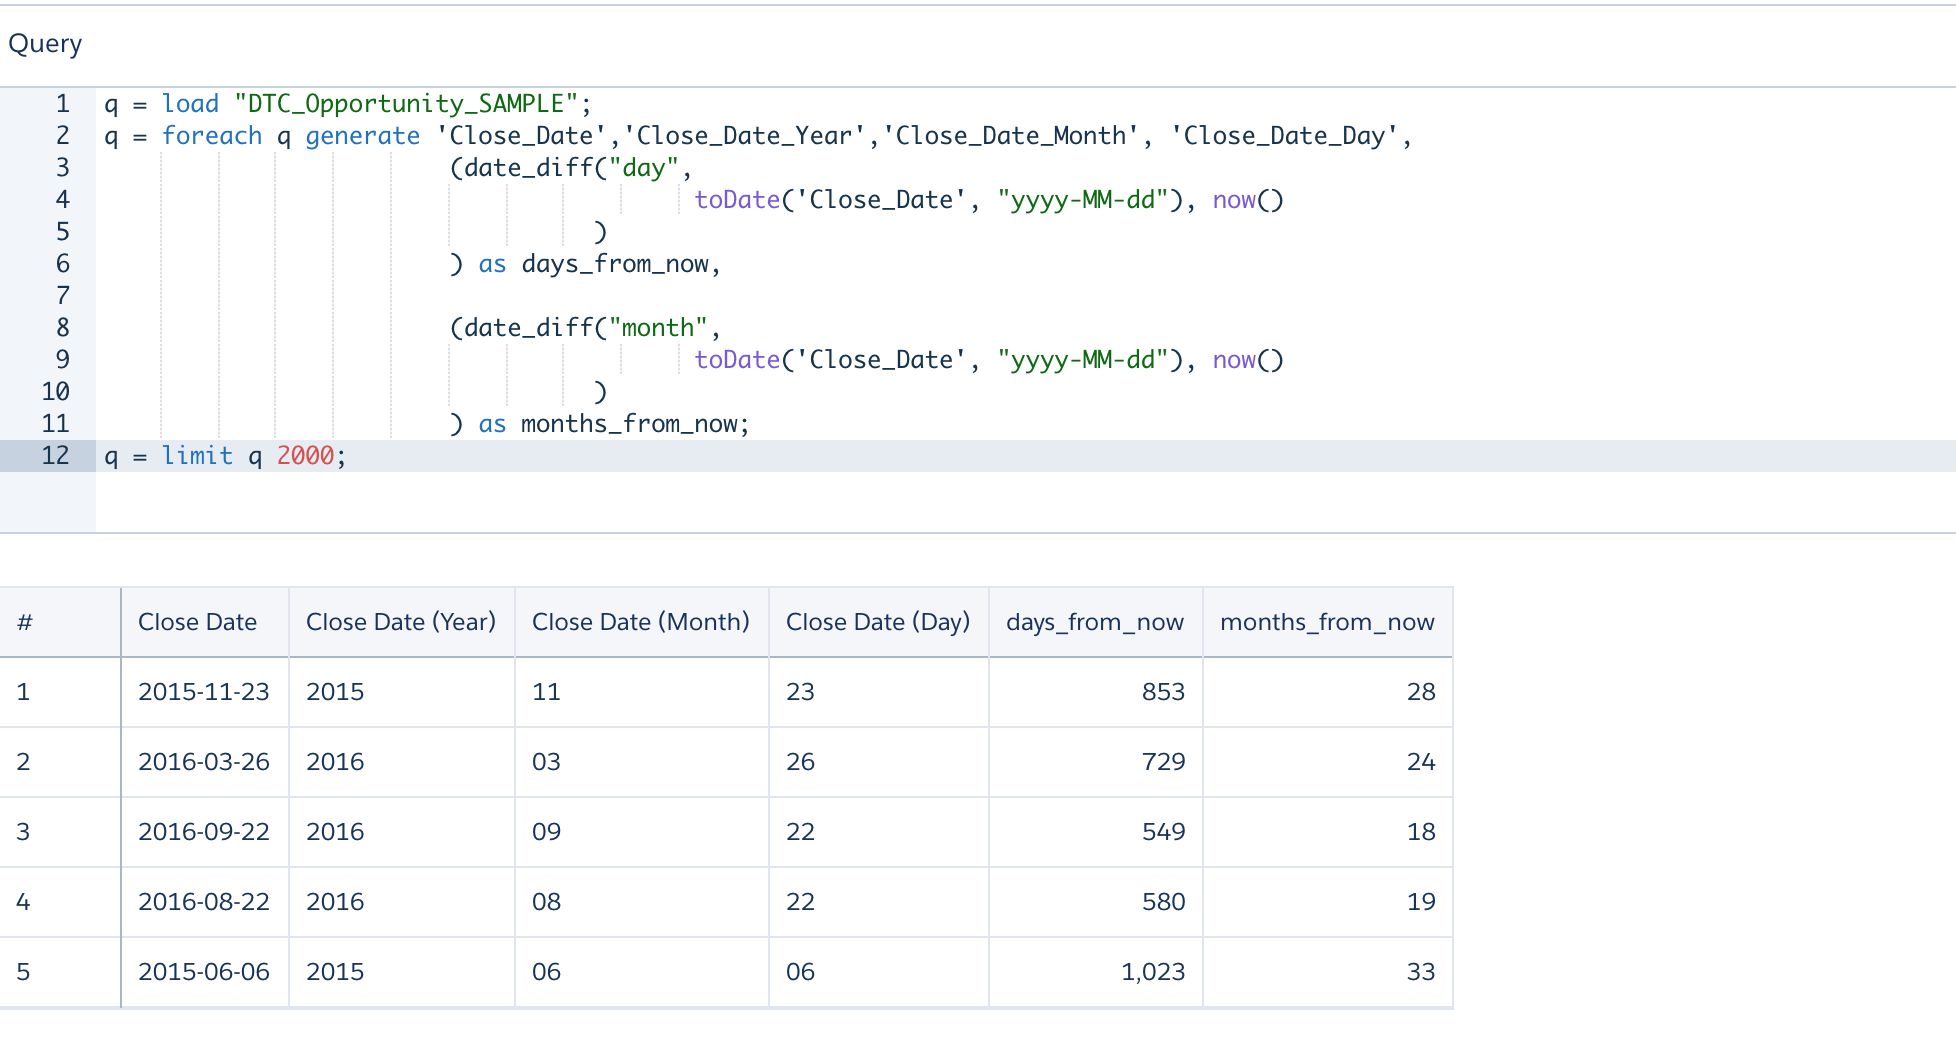 Query
1 q = load "DTC_Opportunity_SAMPLE";
2 q = foreach q generate 'Close_Date','Close_Date_Year','Close_Date_Month', 'Close_Date_Day',
3 (date_diff("day",
4 toDate('Close_Date', "yyyy-MM-dd"), now()
5 )
6 ) as days_from_now,
7
8 (date_diff("month",
9 toDate('Close_Date', "yyyy-MM-dd"), now()
10 )
11 ) as months_from_now;
12 q = limit q 2000;
# Close Date Close Date (Year) Close Date (Month) Close Date (Day) days_from_now months_from_now
1 2015-11-23 2015 11 23 853 28
2 2016-03-26 2016 03 26 729 24
3 2016-09-22 2016 09 22 549 18
4 2016-08-22 2016 08 22 580 19
5 2015-06-06 2015 06 06 1,023 33